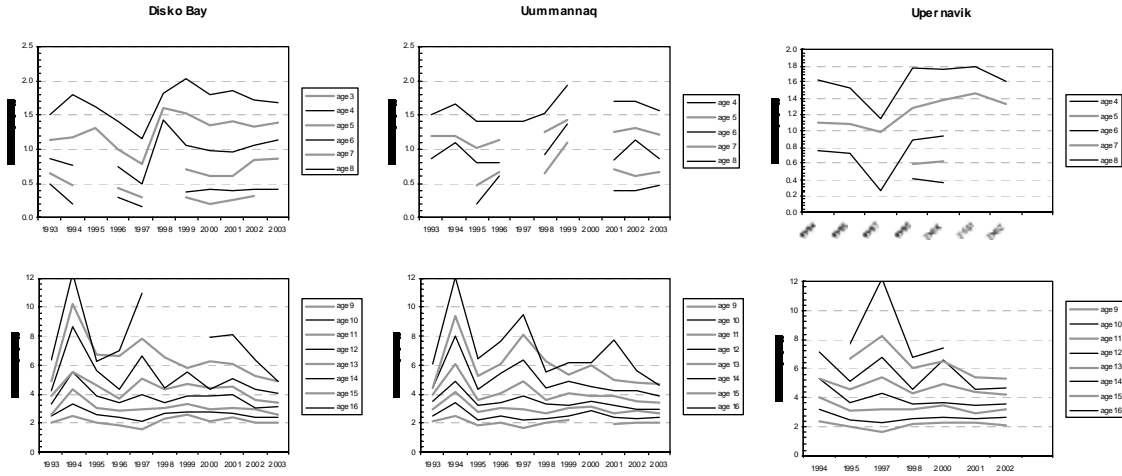 Disko Bay
Uummannaq
Upernavik
2.5
2.0
1.5
1.0
0.5
0.0
1993 1994 1995 1996 1997 1998 1999 2000 2001 2002 2003
age 3
age 4
age 5
age 6
age 7
age 8
2.5
2.0
1.5
1.0
0.5
0.0
1993 1994 1995 1996 1997 1998 1999 2000 2001 2002 2003
age 4
age 5
age 6
age 7
age 8
2.0
1.8
1.6
1.4
1.2
1.0
0.8
0.6
0.4
0.2
0.0
age 4
age 5
age 6
age 7
age 8
12
10
8
6
4
2
0
1993 1994 1995 1996 1997 1998 1999 2000 2001 2002 2003
age 9
age 10
age 11
age 12
age 13
age 14
age 15
age 16
12
10
8
6
4
2
0
1993 1994 1995 1996 1997 1998 1999 2000 2001 2002 2003
age 9
age 10
age 11
age 12
age 13
age 14
age 15
age 16
12
10
8
6
4
2
0
1994 1995 1997 1998 2000 2001 2002
age 9
age 10
age 11
age 12
age 13
age 14
age 15
age 16